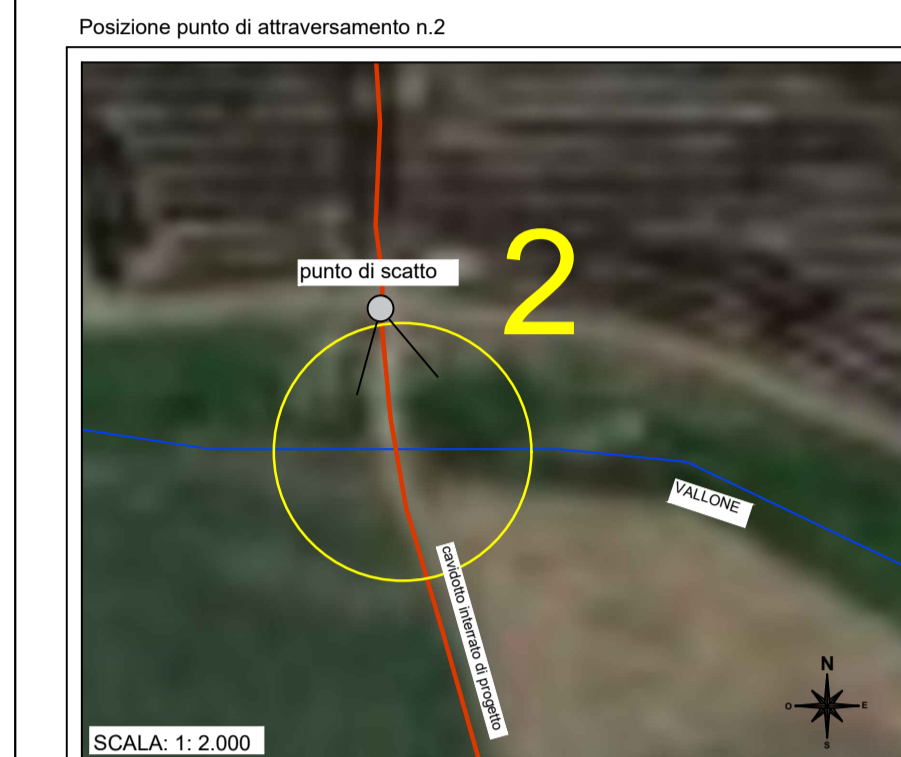 Posizione punto di attraversamento n.2
punto di scatto
2
VALLONE
cavidotto interrato di progetto
N
O
E
S
SCALA: 1: 2.000